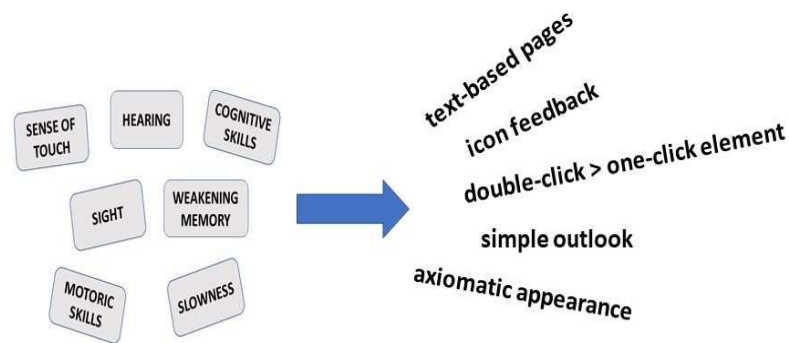 SENSE OF
TOUCH
HEARING
COGNITIVE
SKILLS
SIGHT
WEAKENING
MEMORY
MOTORIC
SKILLS
SLOWNESS
text-based pages
icon feedback
double-click > one-click element
simple outlook
axiomatic appearance